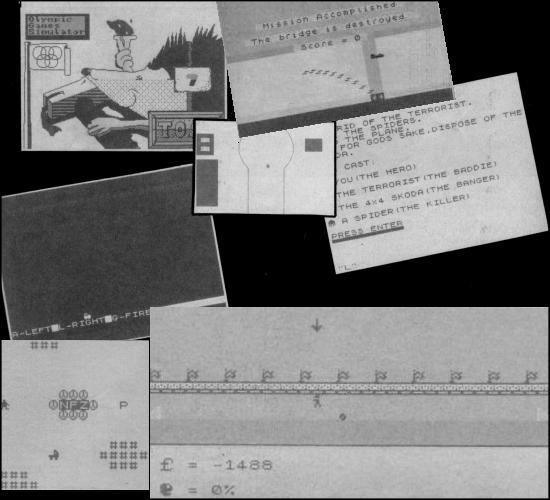 Olympic
Games
Simulator
7
TO
Mission Accomplished
The bridge is destroyed
Score = 0
RID OF THE TERRORIST.
THE SPIDERS.
THE PLANE.
FOR GODS SAKE,DISPOSE OF THE
DA.
CAST:
YOU(THE HERO)
THE TERRORIST(THE BADDIE)
THE 4x4 SKODA(THE BANGER)
A SPIDER(THE KILLER)
PRESS ENTER
"L"
A-LEFT L-RIGHT G-FIRE
NFZ
P
£ = -1488
= 0%